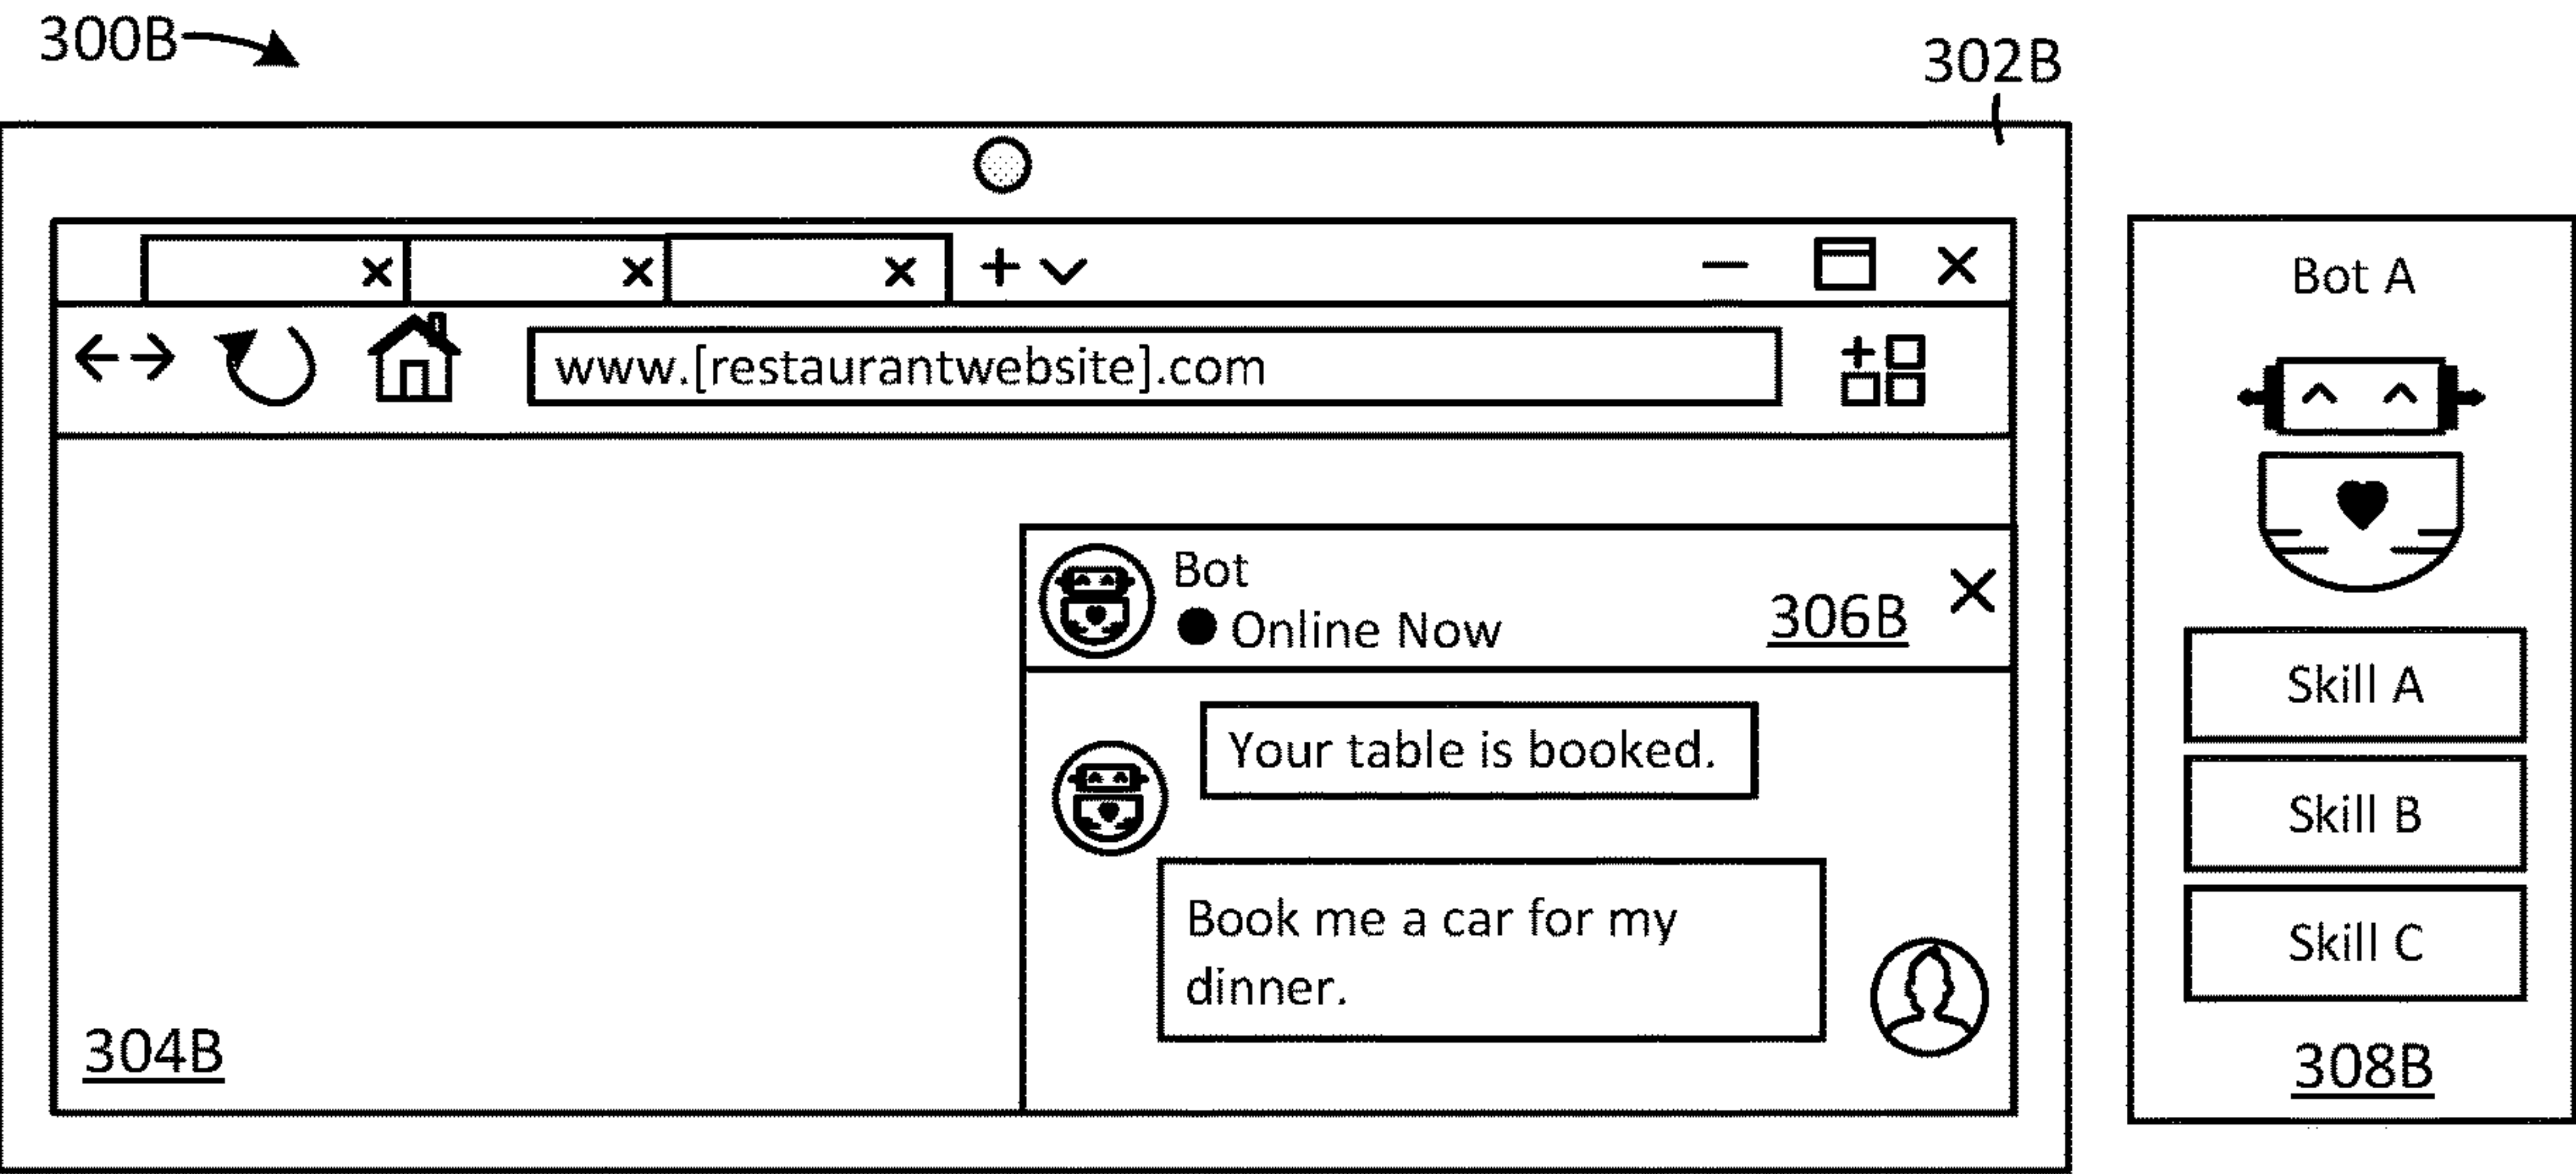 300B
302B
www.[restaurantwebsite].com
Bot
Online Now
306B
Your table is booked.
Book me a car for my
dinner.
304B
Bot A
Skill A
Skill B
Skill C
308B